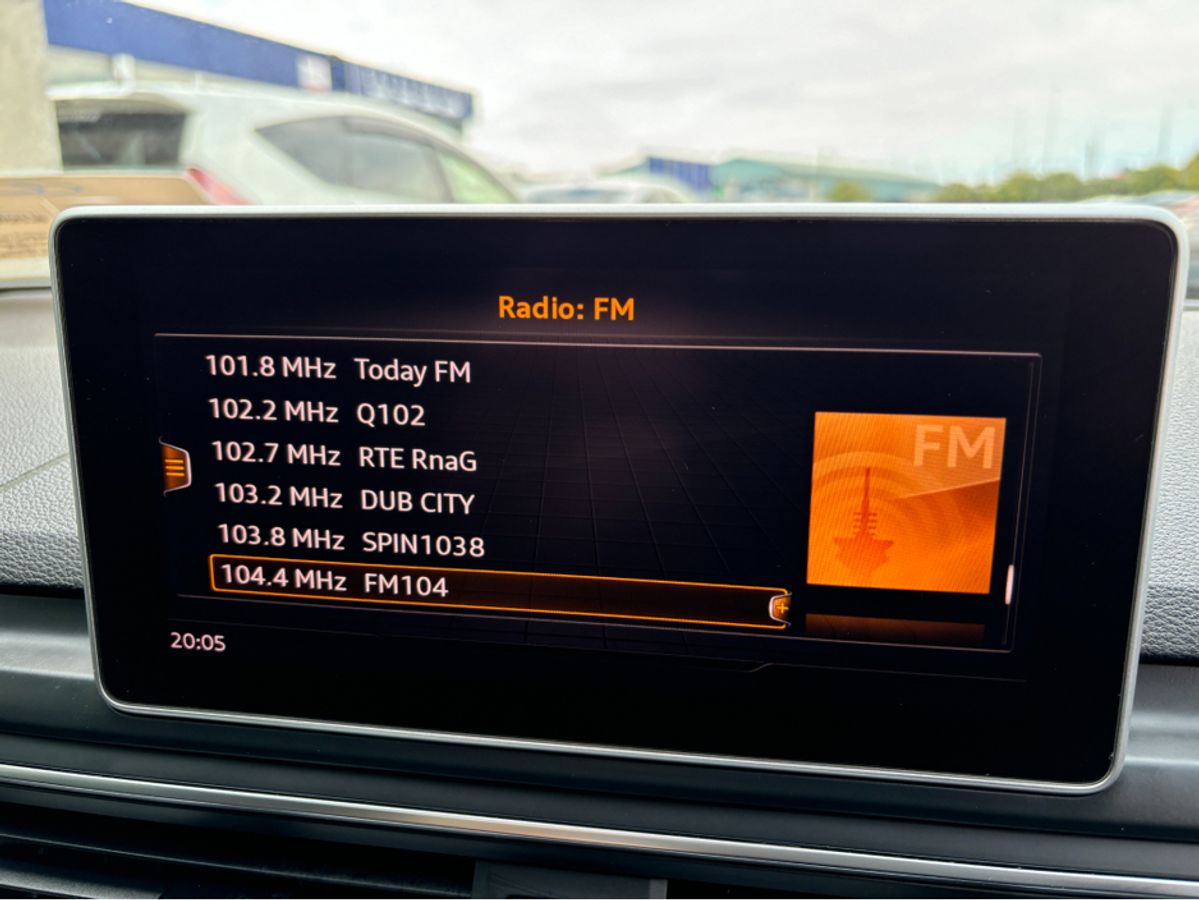 Radio: FM
101.8 MHz Today FM
102.2 MHz Q102
102.7 MHz RTE RnaG
103.2 MHz DUB CITY
103.8 MHz SPIN1038
104.4 MHz FM104
FM
20:05